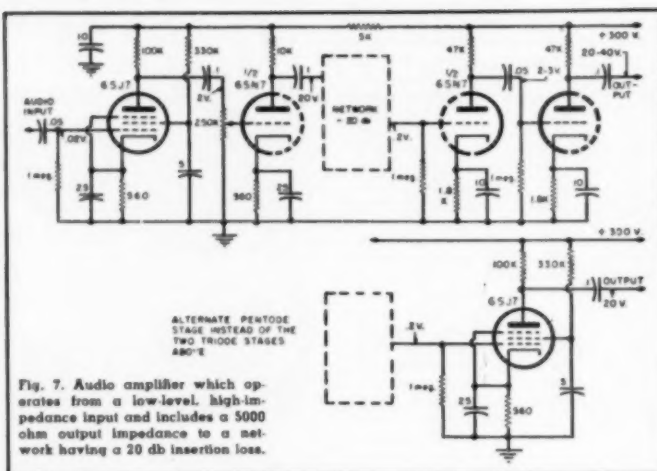 5K
+ 300 V.
10
100K
330K
1/2
6SN7
10K
47K
47K
20-40V.
6SJ7
.1
2V.
.1
20V.
NETWORK
- 20 db
1/2
6SN7
.05
2-3V.
.1
OUT-
PUT
AUDIO
INPUT
.05
.02V.
250K
.2V.
1 meg.
25
560
.5
560
25
1 meg.
1.8
K
10
1 meg.
1.8K
10
+ 300 V.
100K
330K
.1
OUTPUT
20V.
6SJ7
ALTERNATE PENTODE
STAGE INSTEAD OF THE
TWO TRIODE STAGES
ABOVE
.2V.
1 meg.
25
560
.5
Fig. 7. Audio amplifier which op-
erates from a low-level, high-im-
pedance input and includes a 5000
ohm output impedance to a net-
work having a 20 db insertion loss.